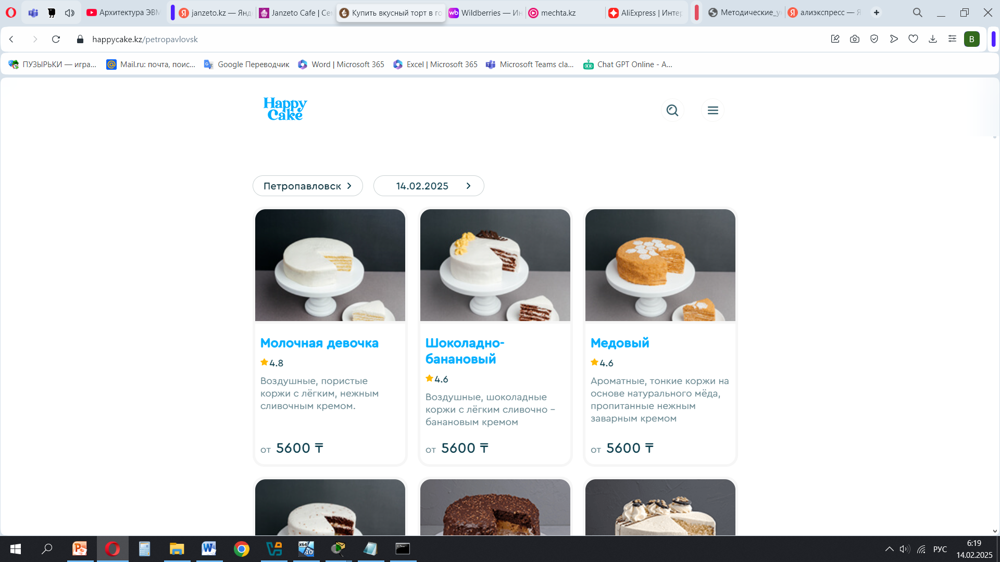 Архитектура ЭВМ
janzeto.kz — Янде
Janzeto Cafe | Сем
Купить вкусный торт в го
Wildberries — Ин
mechta.kz
AliExpress | Интер
Методические_у
алиэкспресс — Я
happycake.kz/petropavlovsk
B
ПУЗЫРЬКИ — игра...
Mail.ru: почта, поис...
Google Переводчик
Word | Microsoft 365
Excel | Microsoft 365
Microsoft Teams cla...
Chat GPT Online - A...
Happy
Cake
Петропавловск
14.02.2025
Молочная девочка
4.8
Воздушные, пористые
коржи с лёгким, нежным
сливочным кремом.
от 5600 ₸
Шоколадно-
банановый
4.6
Воздушные, шоколадные
коржи с лёгким сливочно –
банановым кремом
от 5600 ₸
Медовый
4.6
Ароматные, тонкие коржи на
основе натурального мёда,
пропитанные нежным
заварным кремом
от 5600 ₸
РУС
6:19
14.02.2025